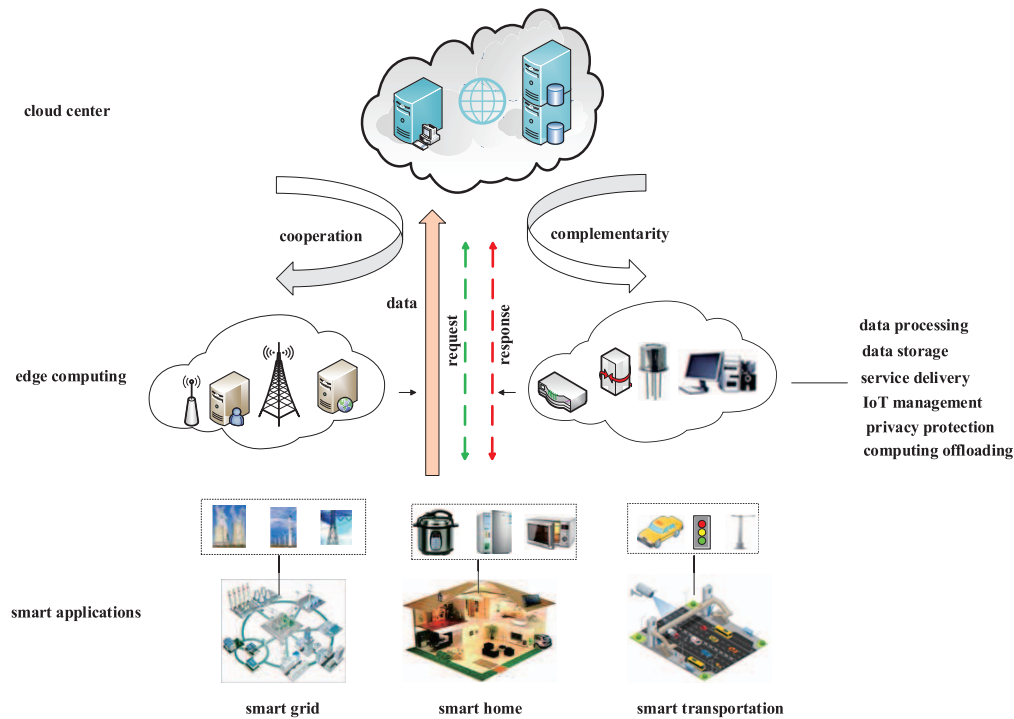 cloud center
cooperation
complementarity
data
request
response
edge computing
data processing
data storage
service delivery
IoT management
privacy protection
computing offloading
smart applications
smart grid
smart home
smart transportation